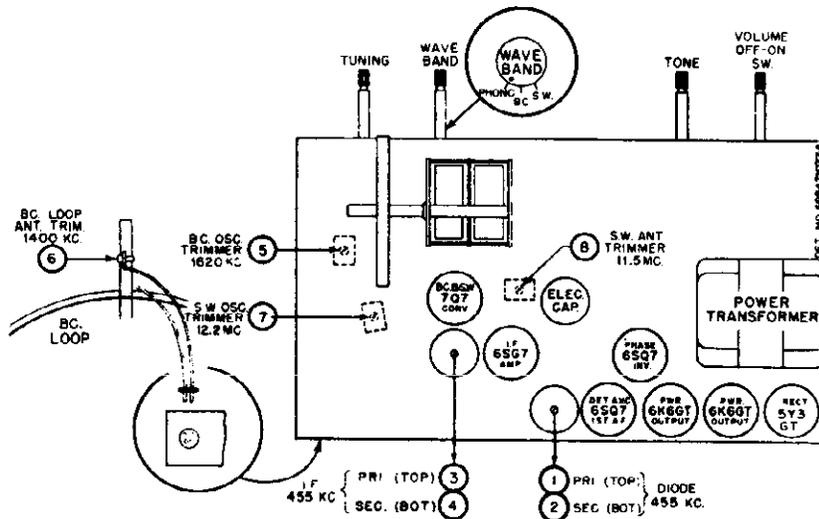 TUNING
WAVE
BAND
WAVE
BAND
PHONO
BC
S.W.
TONE
VOLUME
OFF-ON
SW.
BC. LOOP
ANT. TRIM.
1400 KC.
6
BC. OSC.
TRIMMER
1620 KC
5
S.W. ANT
TRIMMER
11.5 MC.
8
BC.
LOOP
S.W. OSC.
TRIMMER
12.2 MC
7
BC.&SW
7Q7
CONV
ELEC.
CAP.
POWER
TRANSFORMER
I.F
6SG7
AMP
PHASE
6SQ7
INV.
DET.AVC
6SQ7
1ST A.F
PWR
6K6GT
OUTPUT
PWR.
6K6GT
OUTPUT
RECT
5Y3
GT
I.F
455 KC
PRI (TOP)
3
SEC. (BOT)
4
1
PRI (TOP)
2
SEC (BOT)
DIODE
455 KC.